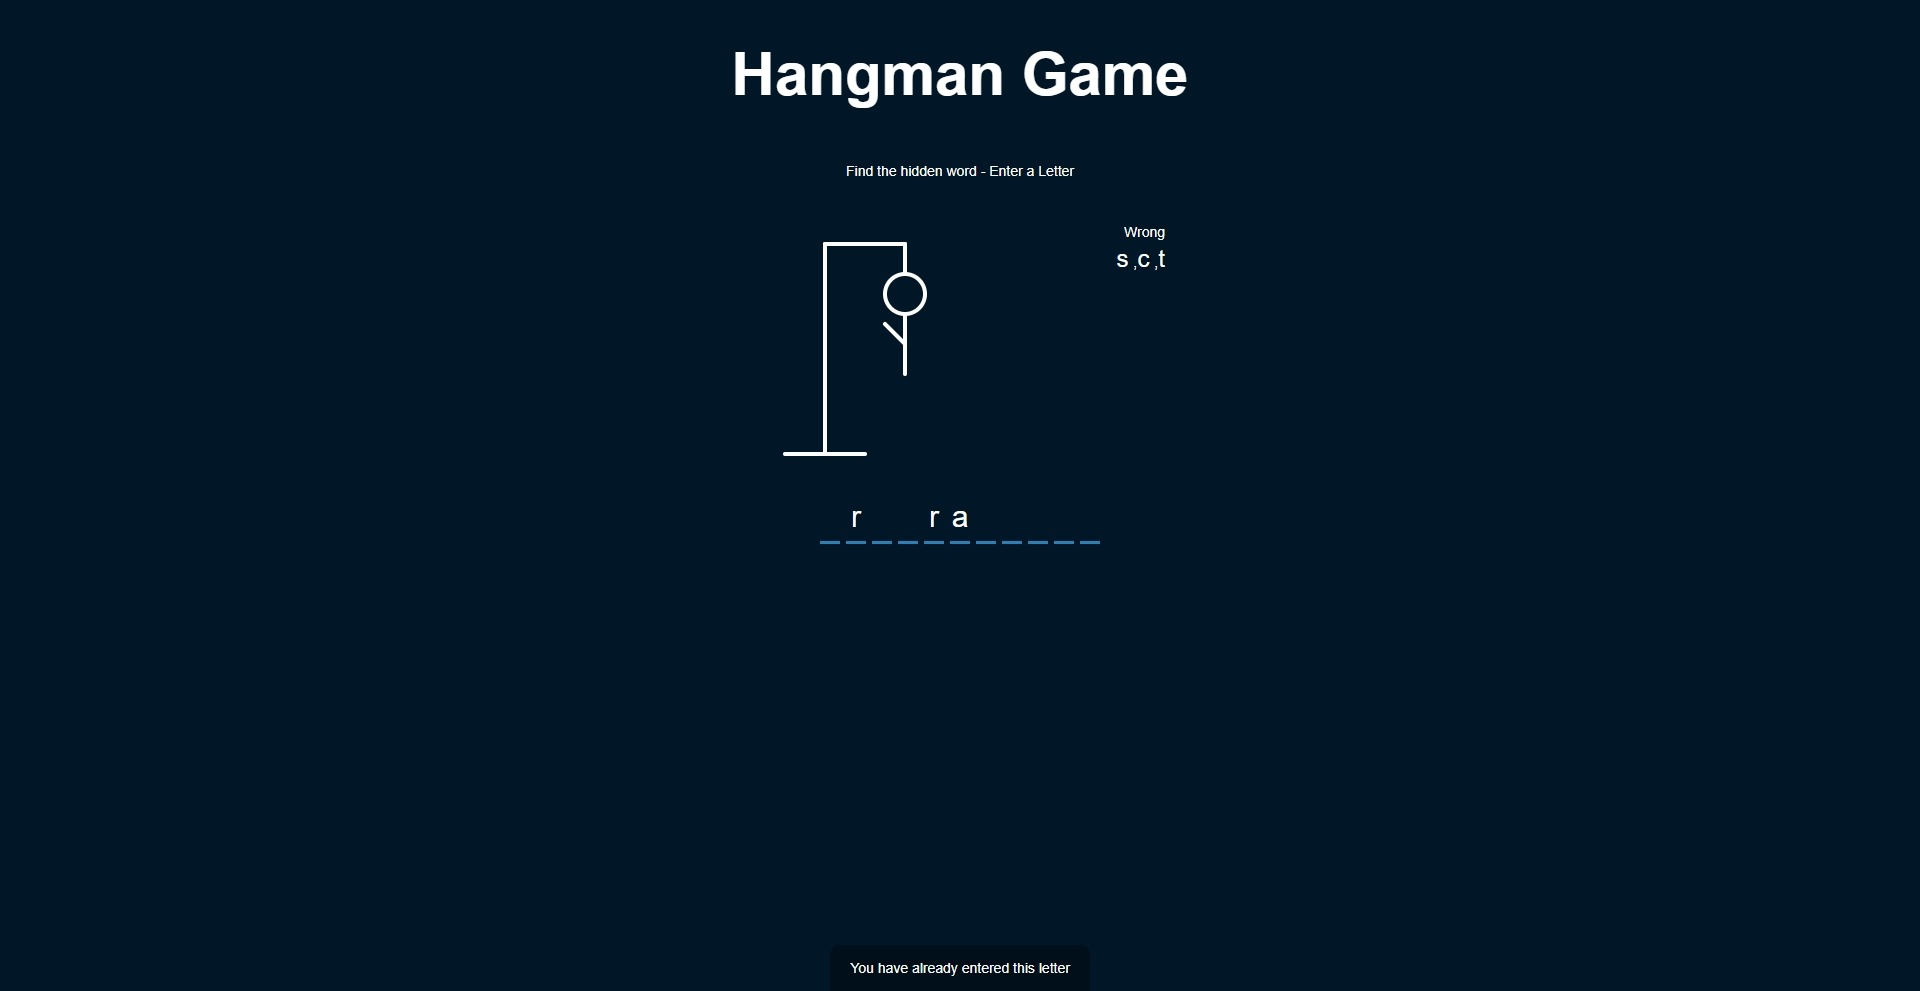 Hangman Game
Find the hidden word - Enter a Letter
Wrong
s ,c ,t
r r a
You have already entered this letter